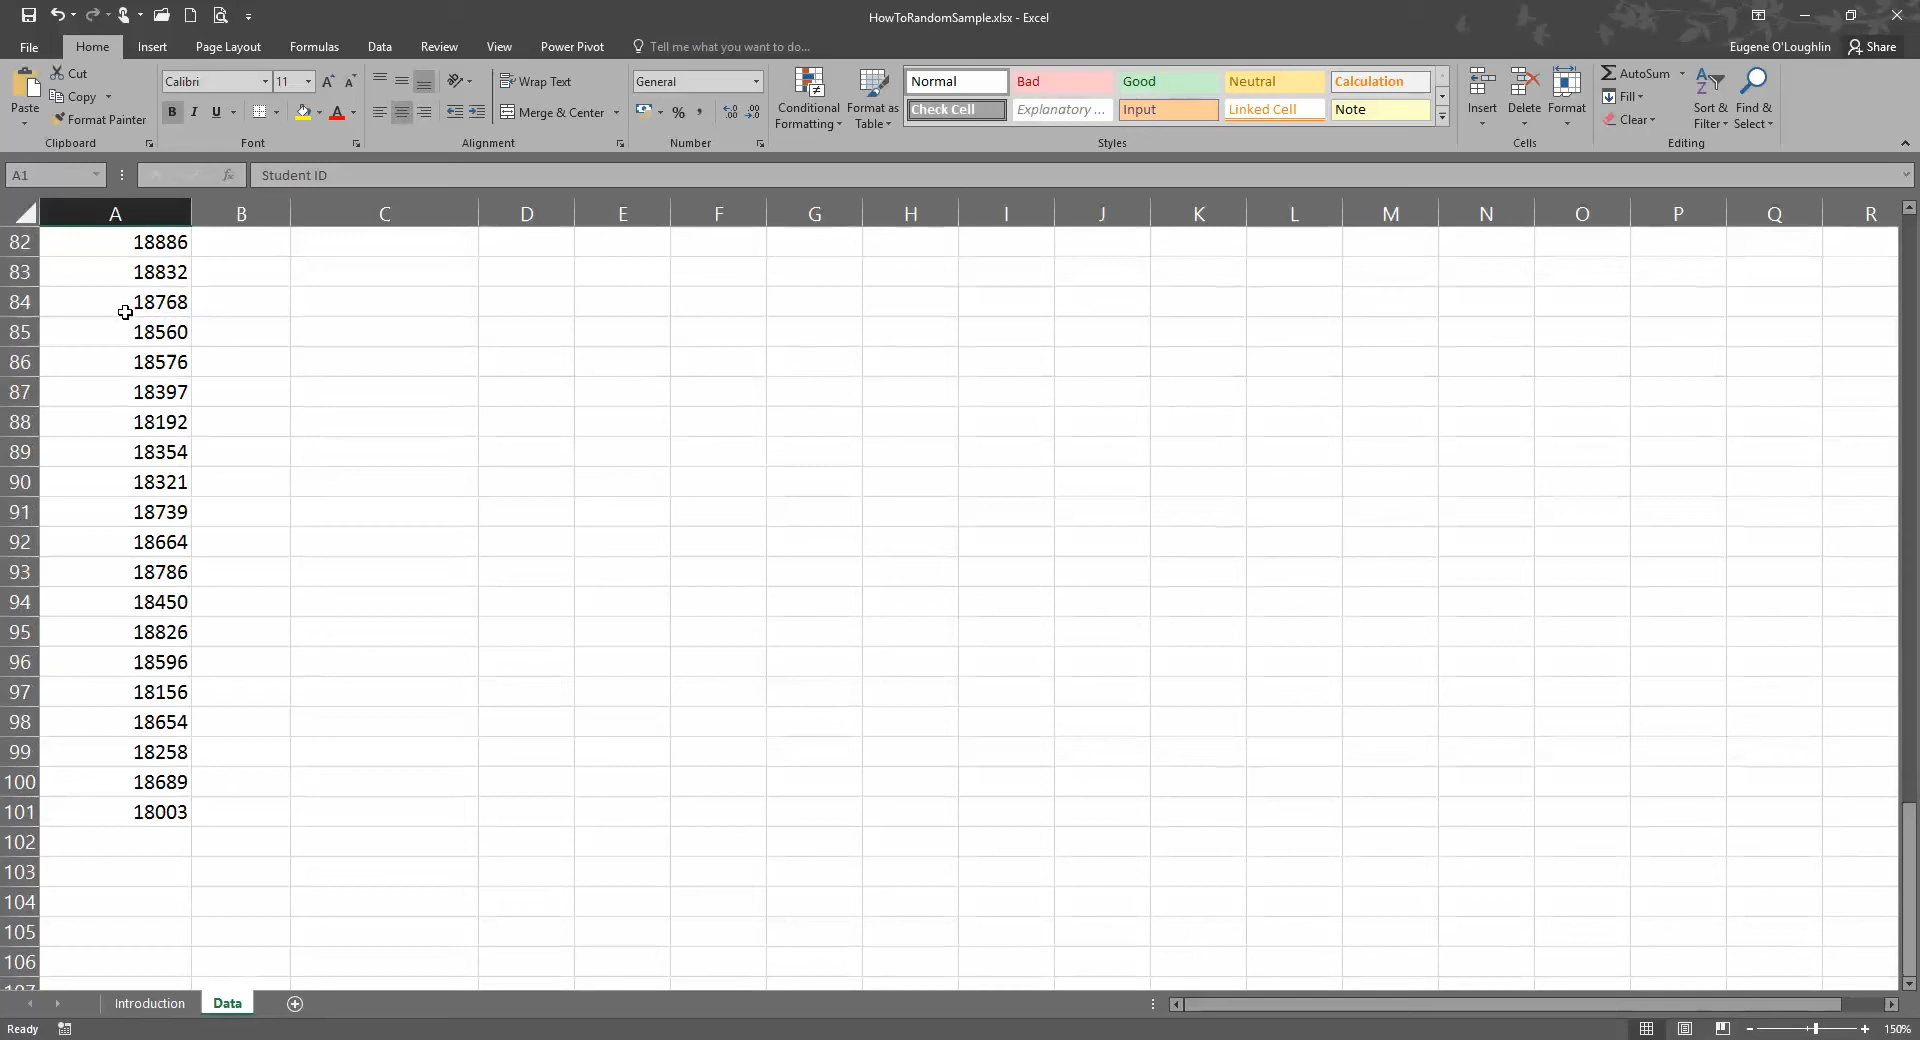 HowToRandomSample.xlsx - Excel
File Home Insert Page Layout Formulas Data Review View Power Pivot Tell me what you want to do... Eugene O'Loughlin Share
Paste
Cut
Copy
Format Painter
Clipboard
Calibri 11 A A
B I U A
Font
Wrap Text
Merge & Center
Alignment
General
% ,
Number
Conditional Formatting
Format as Table
Normal Bad Good Neutral Calculation
Check Cell Explanatory ... Input Linked Cell Note
Styles
Insert Delete Format
Cells
AutoSum
Fill
Clear
Sort & Filter
Find & Select
Editing
A1 fx Student ID
A B C D E F G H I J K L M N O P Q R
82 18886
83 18832
84 18768
85 18560
86 18576
87 18397
88 18192
89 18354
90 18321
91 18739
92 18664
93 18786
94 18450
95 18826
96 18596
97 18156
98 18654
99 18258
100 18689
101 18003
102
103
104
105
106
107
Introduction Data
Ready 150%